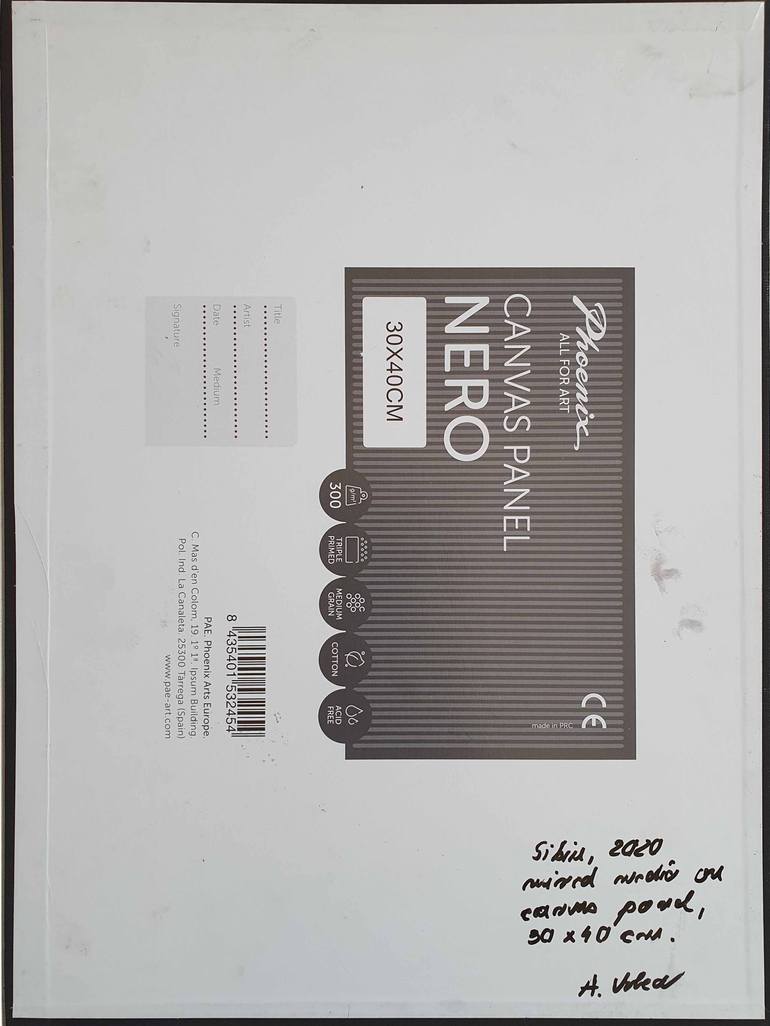 Phoenix
ALL FOR ART
CANVAS PANEL
NERO
30X40CM
CE
made in PRC
g/m²
300
TRIPLE
PRIMED
MEDIUM
GRAIN
COTTON
ACID
FREE
Title
Artist
Date Medium
Signature
8 435401 532454
PAE. Phoenix Arts Europe.
C. Mas d'en Colom, 19. 1º 1ª. Ipsum Building
Pol. Ind. La Canaleta. 25300 Tàrrega (Spain)
www.pae-art.com
Sibiu, 2020
mixed media on
canvas panel,
30 x 40 cm.
A.